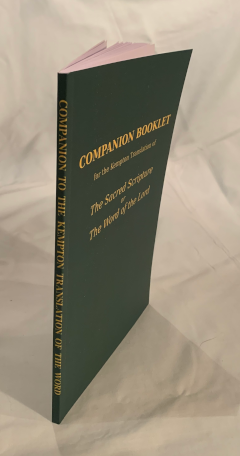 COMPANION BOOKLET
for the Kempton Translation of
The Sacred Scripture
or
The Word of the Lord
COMPANION TO THE KEMPTON TRANSLATION OF THE WORD